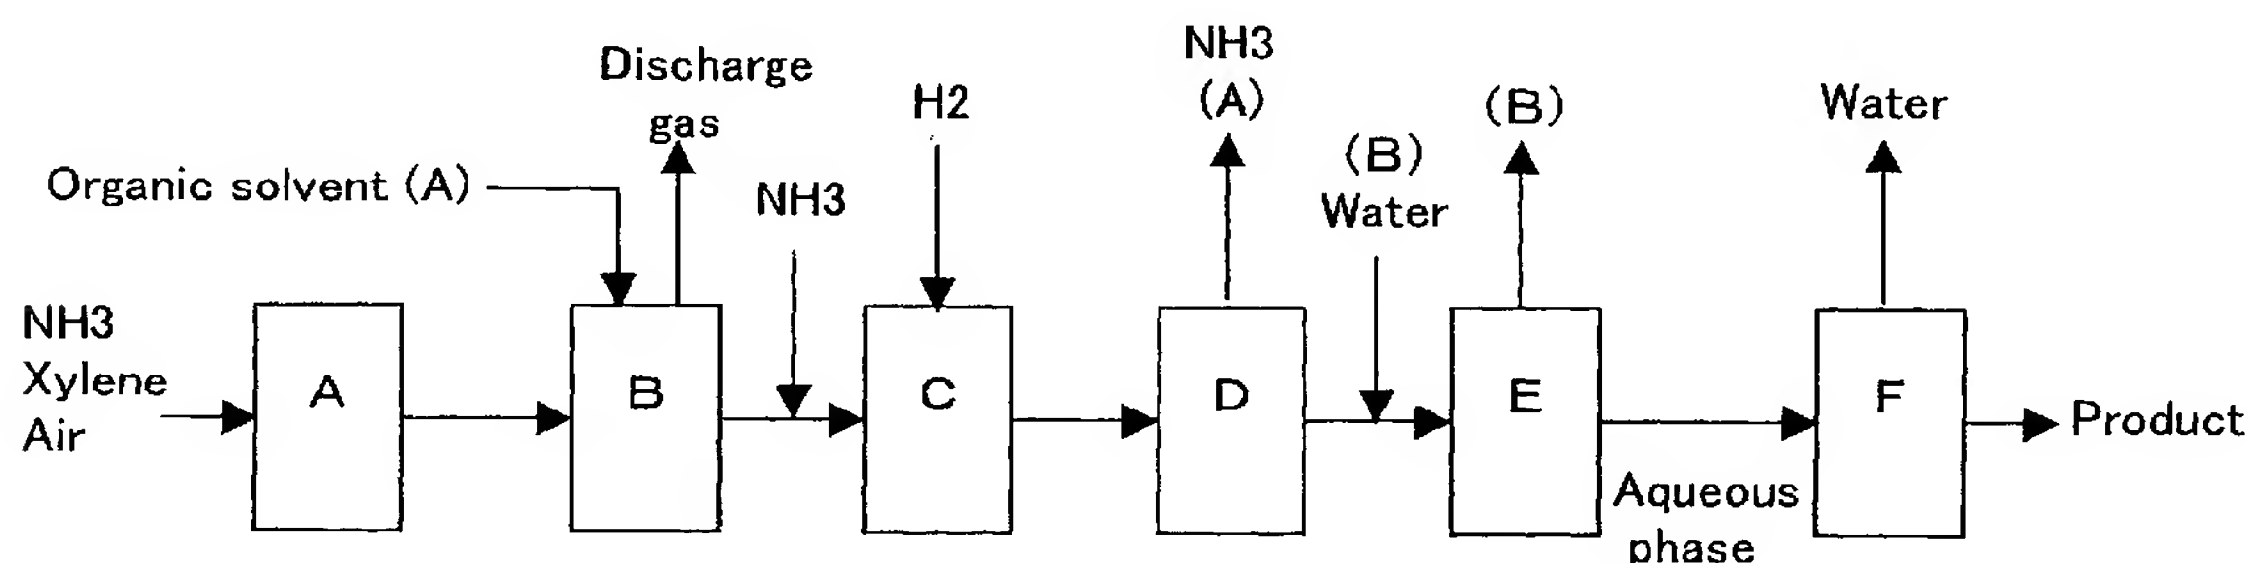 Discharge
gas
Organic solvent (A)
NH3
H2
NH3
(A)
(B)
Water
(B)
Water
NH3
Xylene
Air
A
B
C
D
E
F
Product
Aqueous
phase